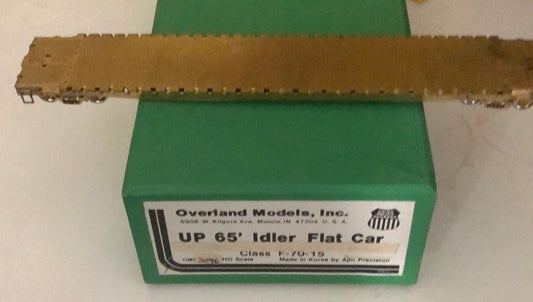 Overland Models, Inc.
5908 W. Kilgore Ave. Muncie, IN. 47304 U. S. A.
UP 65' Idler Flat Car
Class F-70-15
OMI HO Scale Made in Korea by Ajin Precision